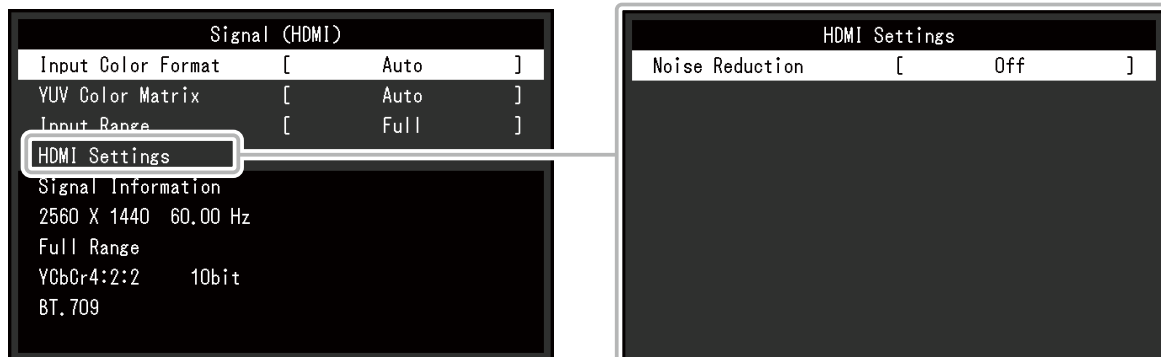 Signal (HDMI)
Input Color Format [ Auto ]
YUV Color Matrix [ Auto ]
Input Range [ Full ]
HDMI Settings
Signal Information
2560 X 1440 60.00 Hz
Full Range
YCbCr4:2:2 10bit
BT.709
HDMI Settings
Noise Reduction [ Off ]